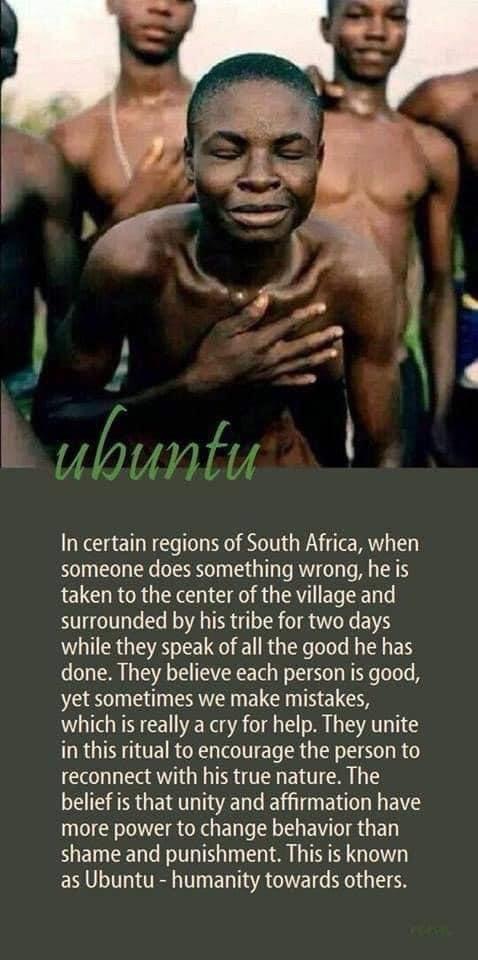 ubuntu
In certain regions of South Africa, when
someone does something wrong, he is
taken to the center of the village and
surrounded by his tribe for two days
while they speak of all the good he has
done. They believe each person is good,
yet sometimes we make mistakes,
which is really a cry for help. They unite
in this ritual to encourage the person to
reconnect with his true nature. The
belief is that unity and affirmation have
more power to change behavior than
shame and punishment. This is known
as Ubuntu - humanity towards others.